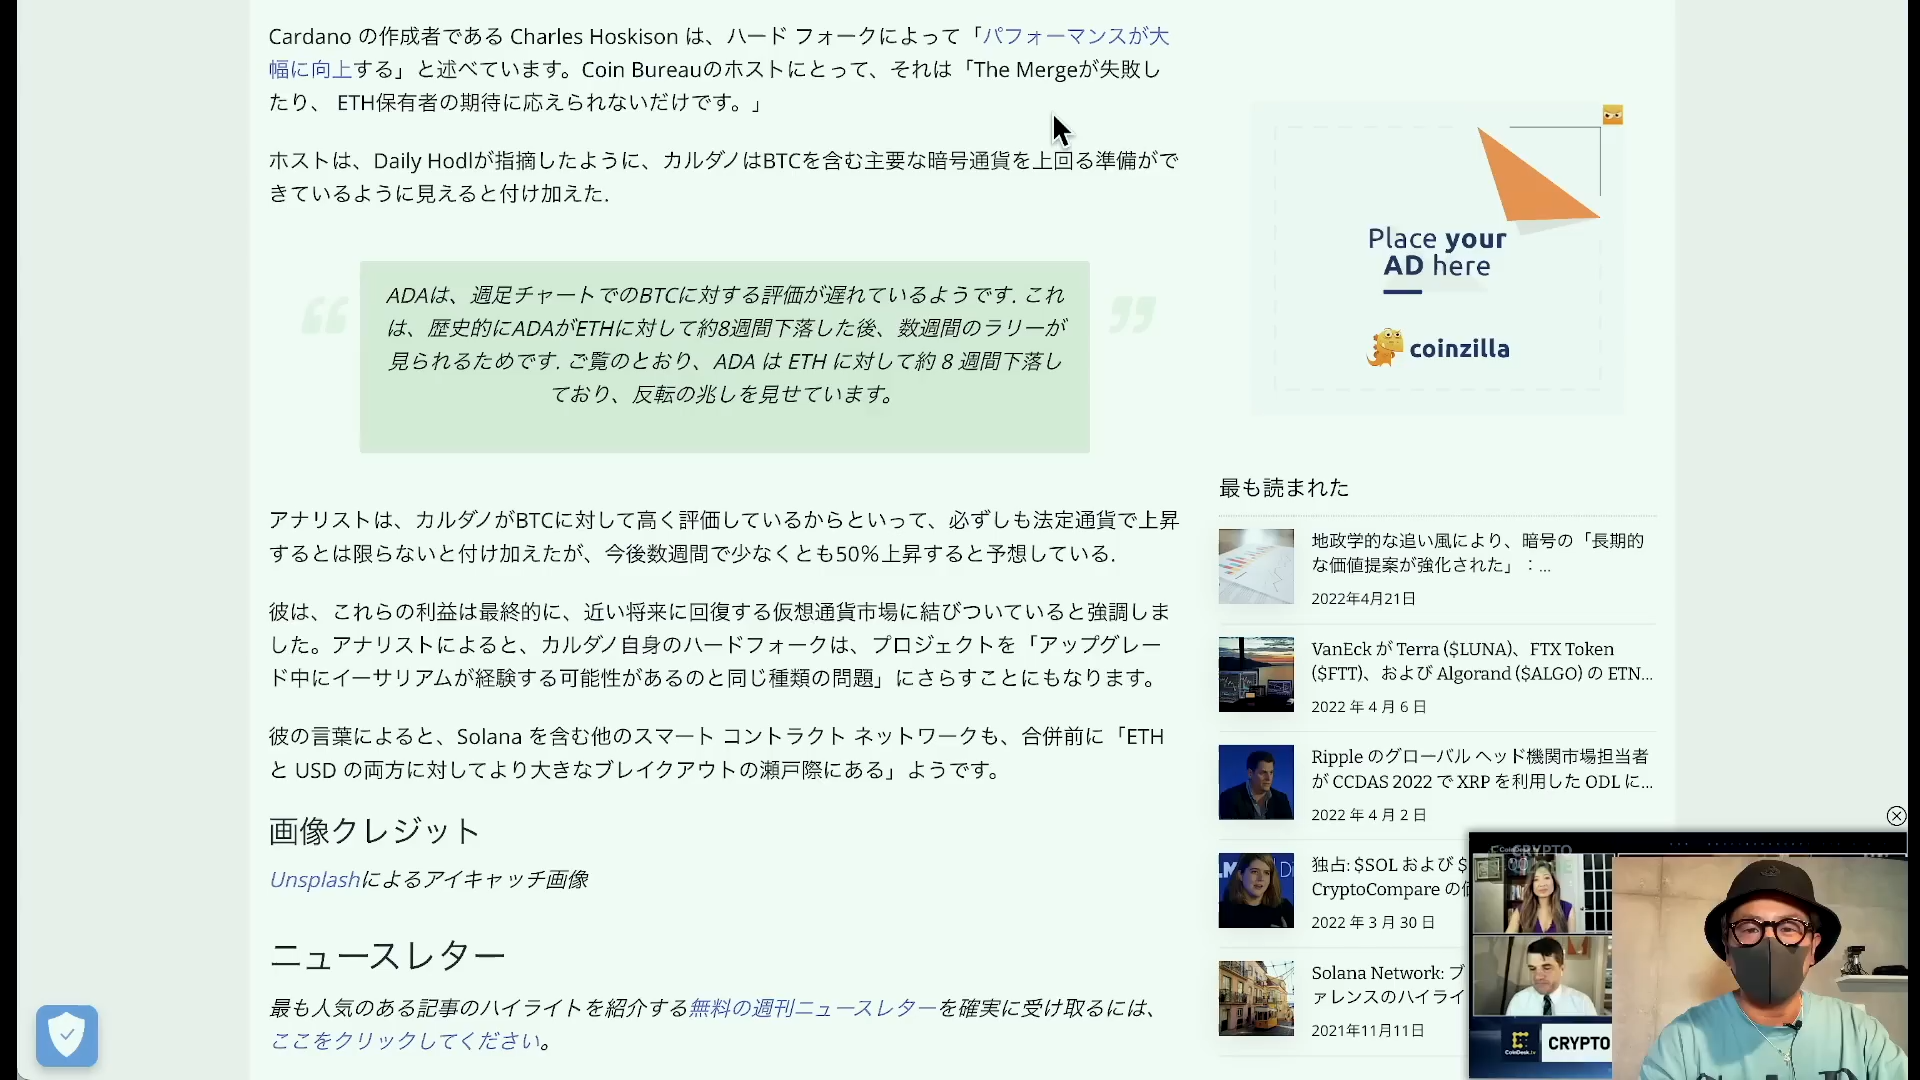 Cardano の作成者である Charles Hoskison は、ハード フォークによって「パフォーマンスが大
幅に向上する」と述べています。Coin Bureauのホストにとって、それは「The Mergeが失敗し
たり、 ETH保有者の期待に応えられないだけです。」
ホストは、Daily Hodlが指摘したように、カルダノはBTCを含む主要な暗号通貨を上回る準備がで
きているように見えると付け加えた.
ADAは、週足チャートでのBTCに対する評価が遅れているようです. これ
は、歴史的にADAがETHに対して約8週間下落した後、数週間のラリーが
見られるためです. ご覧のとおり、ADA は ETH に対して約 8 週間下落し
ており、反転の兆しを見せています。
アナリストは、カルダノがBTCに対して高く評価しているからといって、必ずしも法定通貨で上昇
するとは限らないと付け加えたが、今後数週間で少なくとも50％上昇すると予想している.
彼は、これらの利益は最終的に、近い将来に回復する仮想通貨市場に結びついていると強調しま
した。アナリストによると、カルダノ自身のハードフォークは、プロジェクトを「アップグレー
ド中にイーサリアムが経験する可能性があるのと同じ種類の問題」にさらすことにもなります。
彼の言葉によると、Solana を含む他のスマート コントラクト ネットワークも、合併前に「ETH
と USD の両方に対してより大きなブレイクアウトの瀬戸際にある」ようです。
画像クレジット
Unsplashによるアイキャッチ画像
ニュースレター
最も人気のある記事のハイライトを紹介する無料の週刊ニュースレターを確実に受け取るには、
ここをクリックしてください。
Place your
AD here
coinzilla
最も読まれた
地政学的な追い風により、暗号の「長期的
な価値提案が強化された」：...
2022年4月21日
VanEck が Terra ($LUNA)、FTX Token
($FTT)、および Algorand ($ALGO) の ETN...
2022 年 4 月 6 日
Ripple のグローバル ヘッド機関市場担当者
が CCDAS 2022 で XRP を利用した ODL に...
2022 年 4 月 2 日
独占: $SOL および $
CryptoCompare の
2022 年 3 月 30 日
Solana Network: ブ
ァレンスのハイライ
2021年11月11日
CRYPTO
CoinDesk.tv
CRYPTO